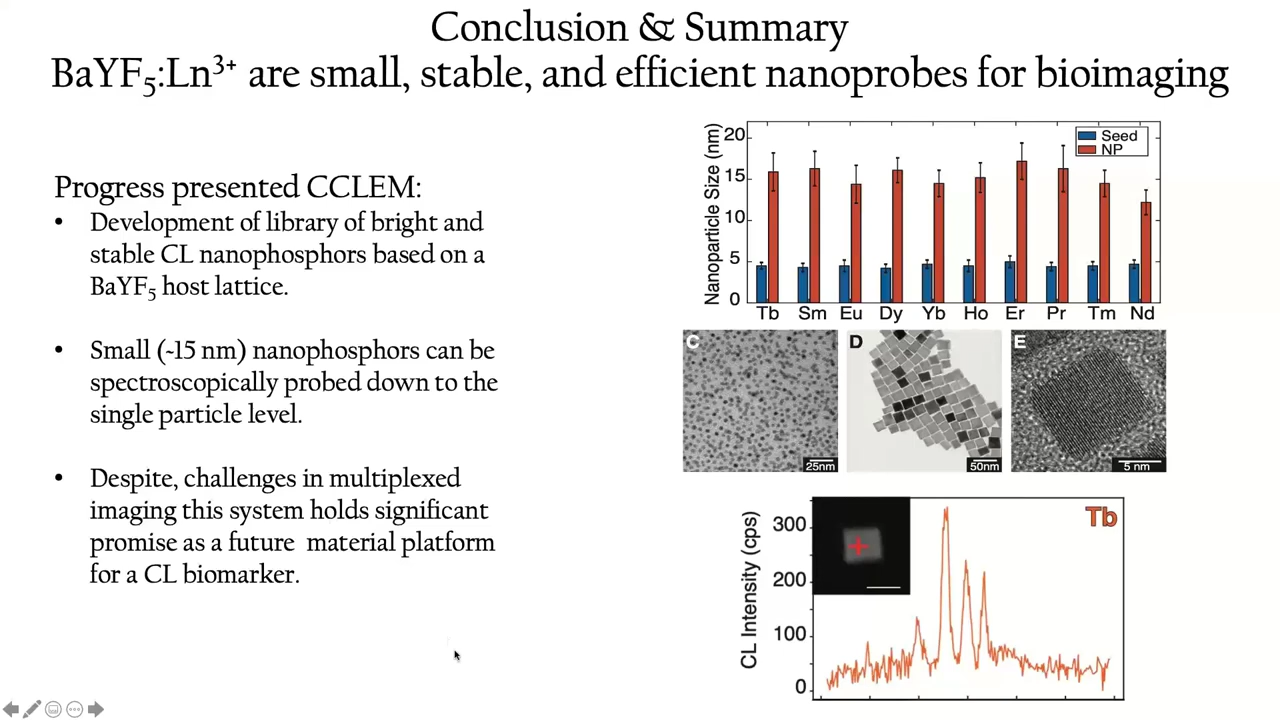 Conclusion & Summary
BaYF₅:Ln³⁺ are small, stable, and efficient nanoprobes for bioimaging
Progress presented CCLEM:
• Development of library of bright and
stable CL nanophosphors based on a
BaYF₅ host lattice.
• Small (~15 nm) nanophosphors can be
spectroscopically probed down to the
single particle level.
• Despite, challenges in multiplexed
imaging this system holds significant
promise as a future material platform
for a CL biomarker.
Nanoparticle Size (nm)
20
15
10
5
0
Seed
NP
Tb Sm Eu Dy Yb Ho Er Pr Tm Nd
C
25nm
D
50nm
E
5 nm
CL Intensity (cps)
300
200
100
0
Tb